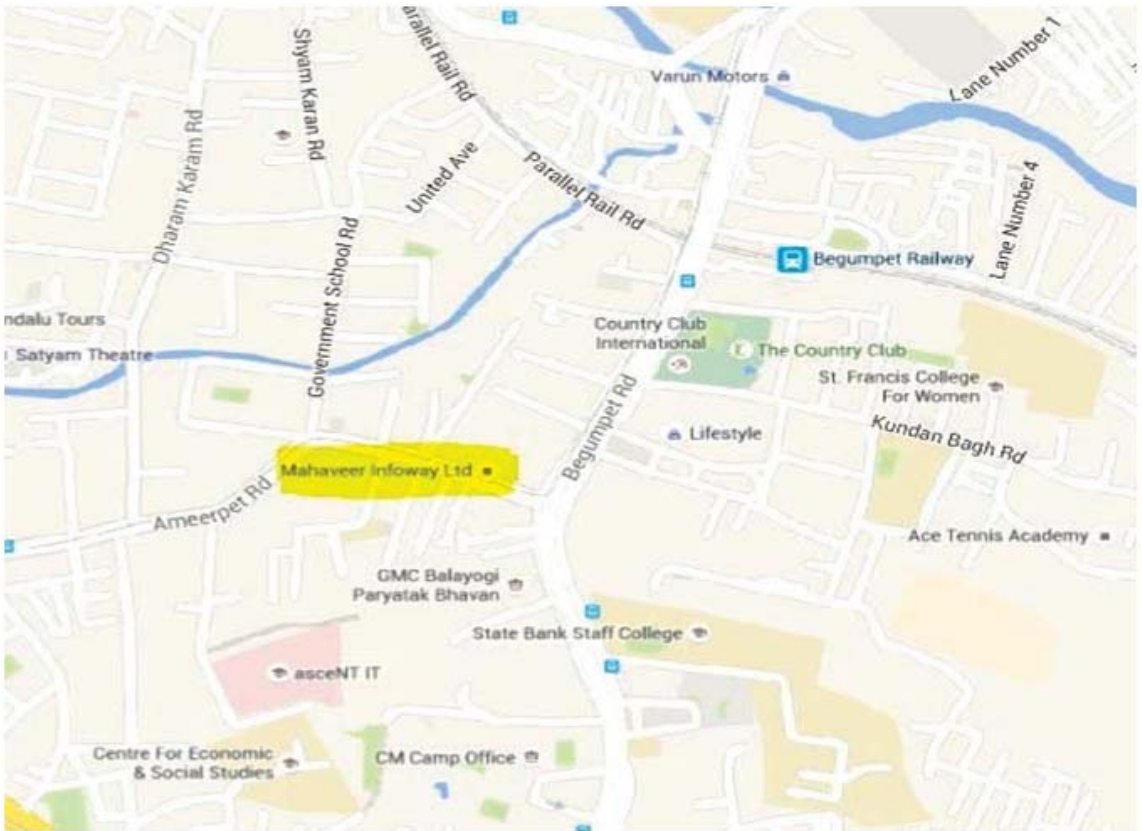 Shyam Karan Rd
Parallel Rail Rd
Varun Motors
Lane Number 1
Dharam Karam Rd
United Ave
Parallel Rail Rd
Lane Number 4
Government School Rd
Begumpet Railway
ndalu Tours
Satyam Theatre
Country Club
International
The Country Club
St. Francis College
For Women
Begumpet Rd
Lifestyle
Kundan Bagh Rd
Mahaveer Infoway Ltd
Ameerpet Rd
Ace Tennis Academy
GMC Balayogi
Paryatak Bhavan
State Bank Staff College
asceNT IT
Centre For Economic
& Social Studies
CM Camp Office